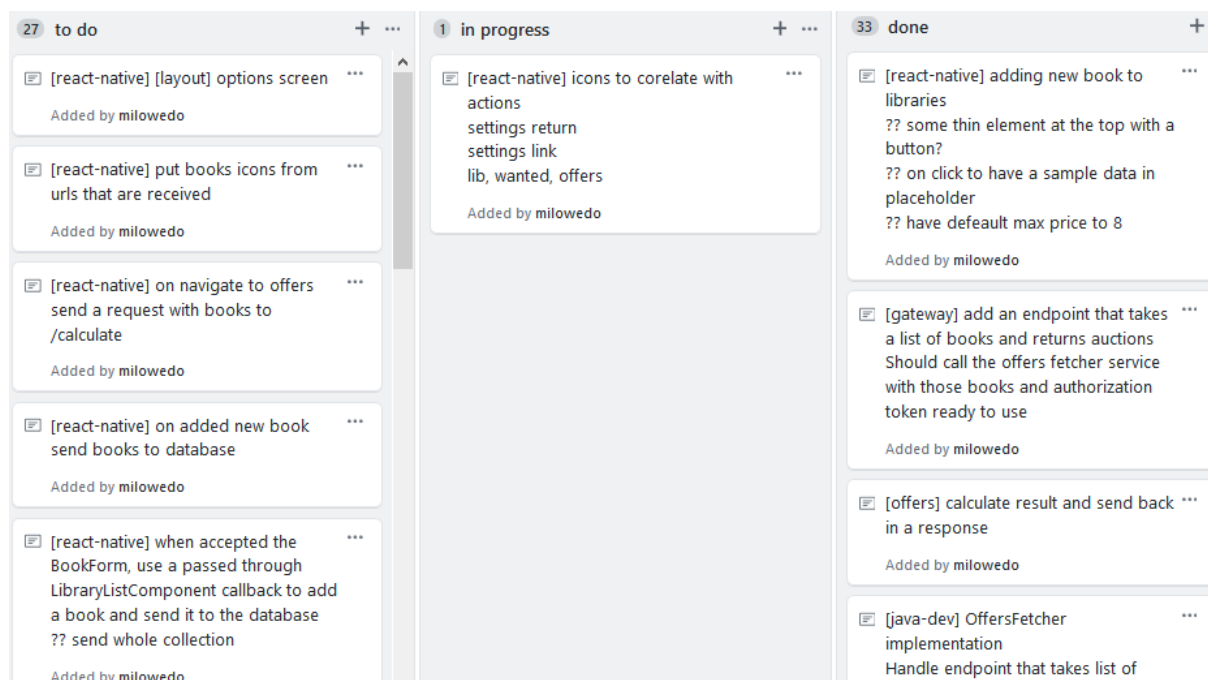 27 to do
[react-native] [layout] options screen
Added by milowedo
[react-native] put books icons from
urls that are received
Added by milowedo
[react-native] on navigate to offers
send a request with books to
/calculate
Added by milowedo
[react-native] on added new book
send books to database
Added by milowedo
[react-native] when accepted the
BookForm, use a passed through
LibraryListComponent callback to add
a book and send it to the database
?? send whole collection
Added by milowedo
1 in progress
[react-native] icons to corelate with
actions
settings return
settings link
lib, wanted, offers
Added by milowedo
33 done
[react-native] adding new book to
libraries
?? some thin element at the top with a
button?
?? on click to have a sample data in
placeholder
?? have defeault max price to 8
Added by milowedo
[gateway] add an endpoint that takes
a list of books and returns auctions
Should call the offers fetcher service
with those books and authorization
token ready to use
Added by milowedo
[offers] calculate result and send back
in a response
Added by milowedo
[java-dev] OffersFetcher
implementation
Handle endpoint that takes list of